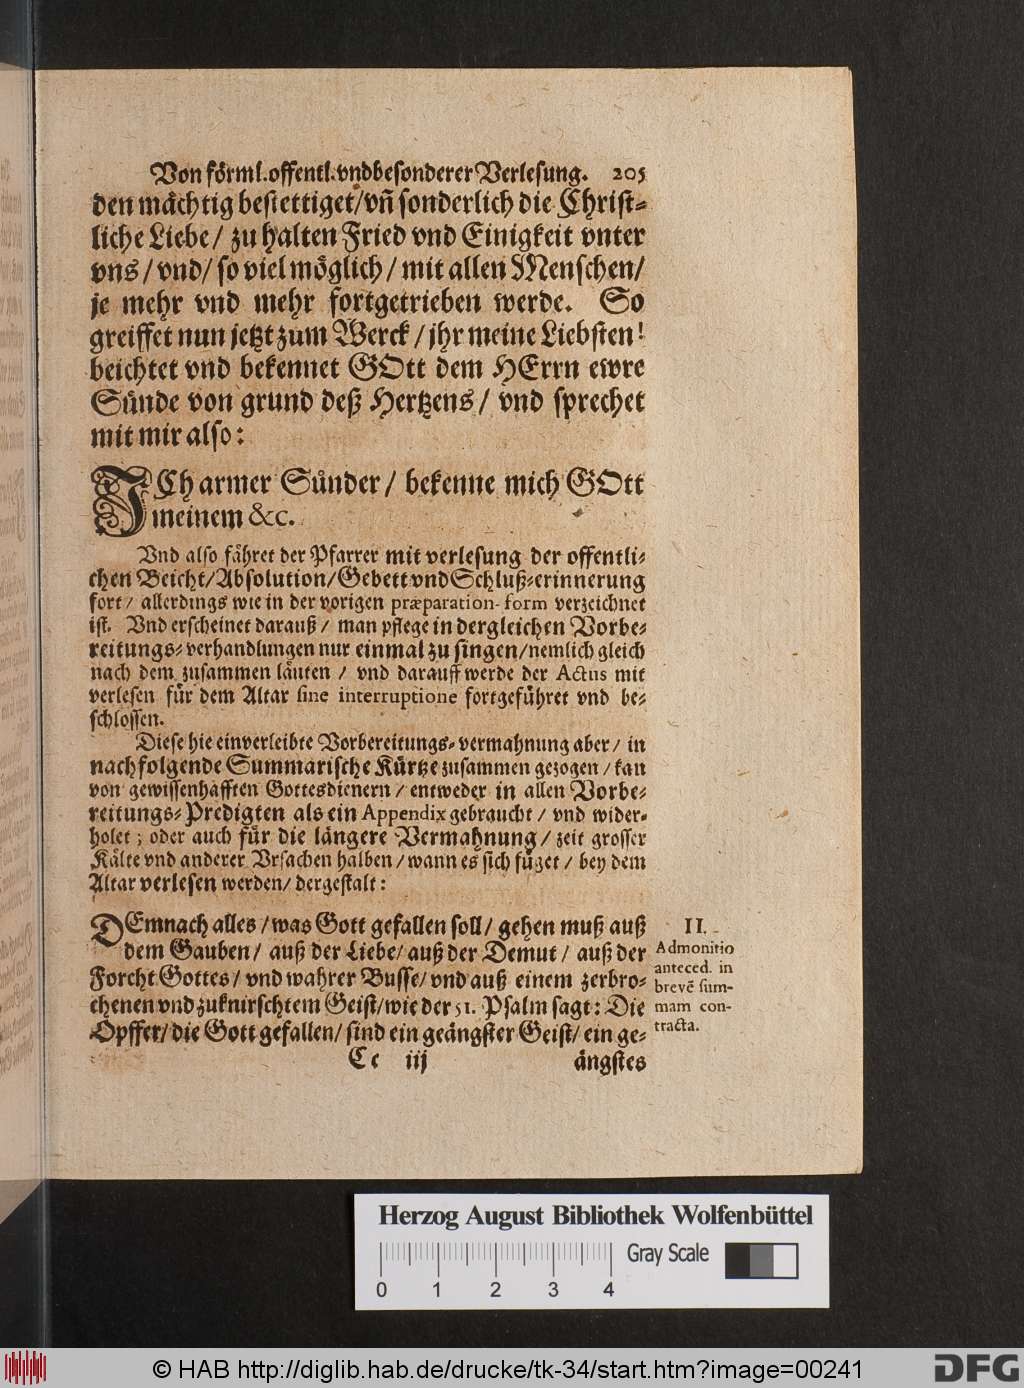 Von förml. offentl. vnd besonderer Verlesung. 205
den mächtig bestettiget/ vñ sonderlich die Christ-
liche Liebe/ zu halten Fried vnd Einigkeit vnter
vns/ vnd/ so viel möglich/ mit allen Menschen/
je mehr vnd mehr fortgetrieben werde. So
greiffet nun jetzt zum Werck/ jhr meine Liebsten!
beichtet vnd bekennet GOtt dem HErrn ewre
Sünde von grund deß Hertzens/ vnd sprechet
mit mir also:
JCh armer Sünder/ bekenne mich GOtt
meinem &c.
Vnd also fähret der Pfarrer mit verlesung der offentli-
chen Beicht/ Absolution/ Gebett vnd Schluß-erinnerung
fort/ allerdings wie in der vorigen præparation-form verzeichnet
ist. Vnd erscheinet darauß/ man pflege in dergleichen Vorbe-
reitungs-verhandlungen nur einmal zu singen/ nemlich gleich
nach dem zusammen läuten/ vnd darauff werde der Actus mit
verlesen für dem Altar sine interruptione fortgeführet vnd be-
schlossen.
Diese hie einverleibte Vorbereitungs-vermahnung aber/ in
nachfolgende Summarische Kürtze zusammen gezogen/ kan
von gewissenhafften Gottesdienern/ entweder in allen Vorbe-
reitungs-Predigten als ein Appendix gebraucht/ vnd wider-
holet; oder auch für die längere Vermahnung/ zeit grosser
Kälte vnd anderer Vrsachen halben/ wann es sich füget/ bey dem
Altar verlesen werden/ dergestalt:
DEmnach alles/ was Gott gefallen soll/ gehen muß auß
dem Gauben/ auß der Liebe/ auß der Demut/ auß der
Forcht Gottes/ vnd wahrer Busse/ vnd auß einem zerbro-
chenen vnd zuknirschtem Geist/ wie der 51. Psalm sagt: Die
Opffer/ die Gott gefallen/ sind ein geängster Geist/ ein ge-
Cc iij ängstes
II.
Admonitio
anteced. in
brevē sum-
mam con-
tracta.
Herzog August Bibliothek Wolfenbüttel
Gray Scale
0 1 2 3 4
© HAB http://diglib.hab.de/drucke/tk-34/start.htm?image=00241
DFG